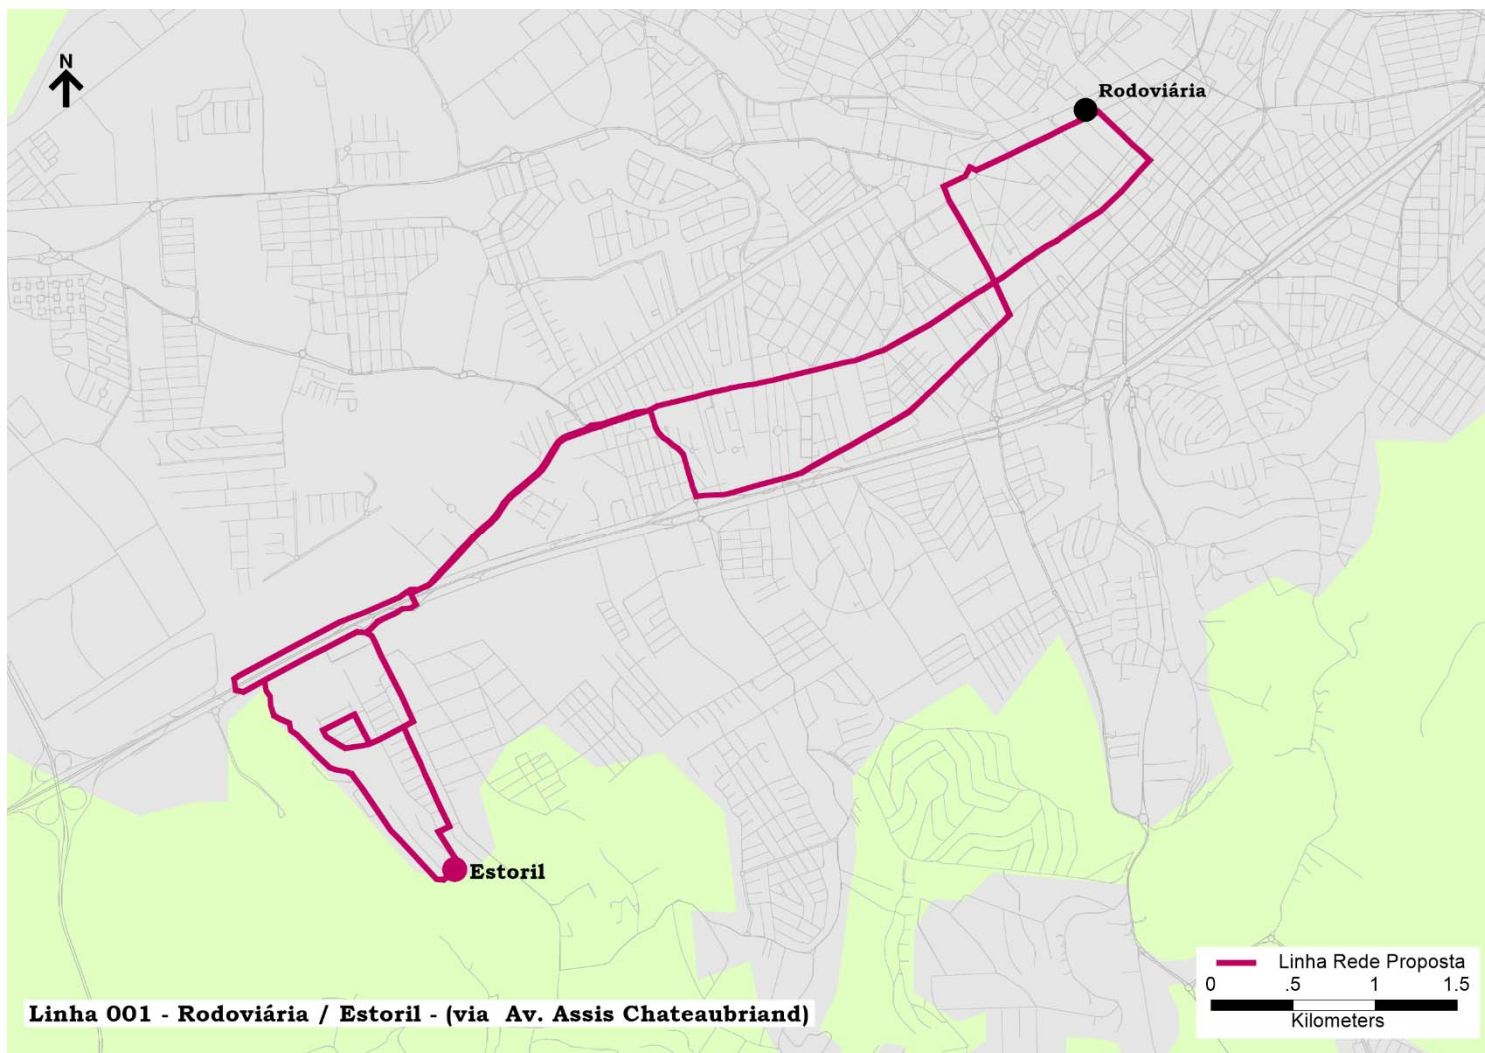 N
Rodoviária
Estoril
Linha Rede Proposta
0 .5 1 1.5
Kilometers
Linha 001 - Rodoviária / Estoril - (via Av. Assis Chateaubriand)